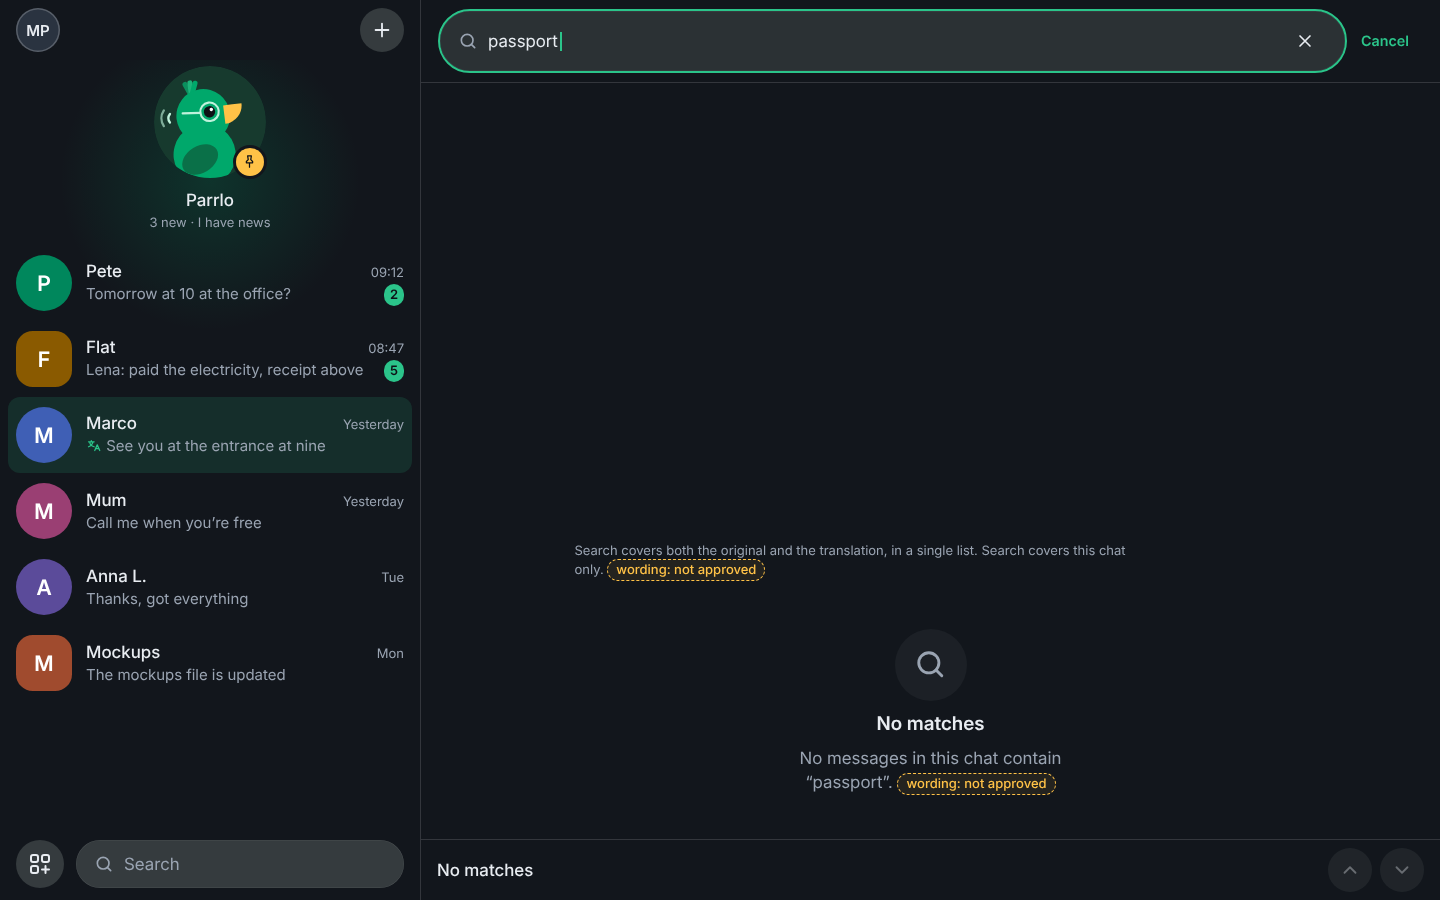 MP
Parrlo
3 new · I have news
P
Pete
09:12
Tomorrow at 10 at the office?
2
F
Flat
08:47
Lena: paid the electricity, receipt above
5
M
Marco
Yesterday
See you at the entrance at nine
M
Mum
Yesterday
Call me when you’re free
A
Anna L.
Tue
Thanks, got everything
M
Mockups
Mon
The mockups file is updated
Search
passport
Cancel
Search covers both the original and the translation, in a single list. Search covers this chat
only. wording: not approved
No matches
No messages in this chat contain
“passport”. wording: not approved
No matches